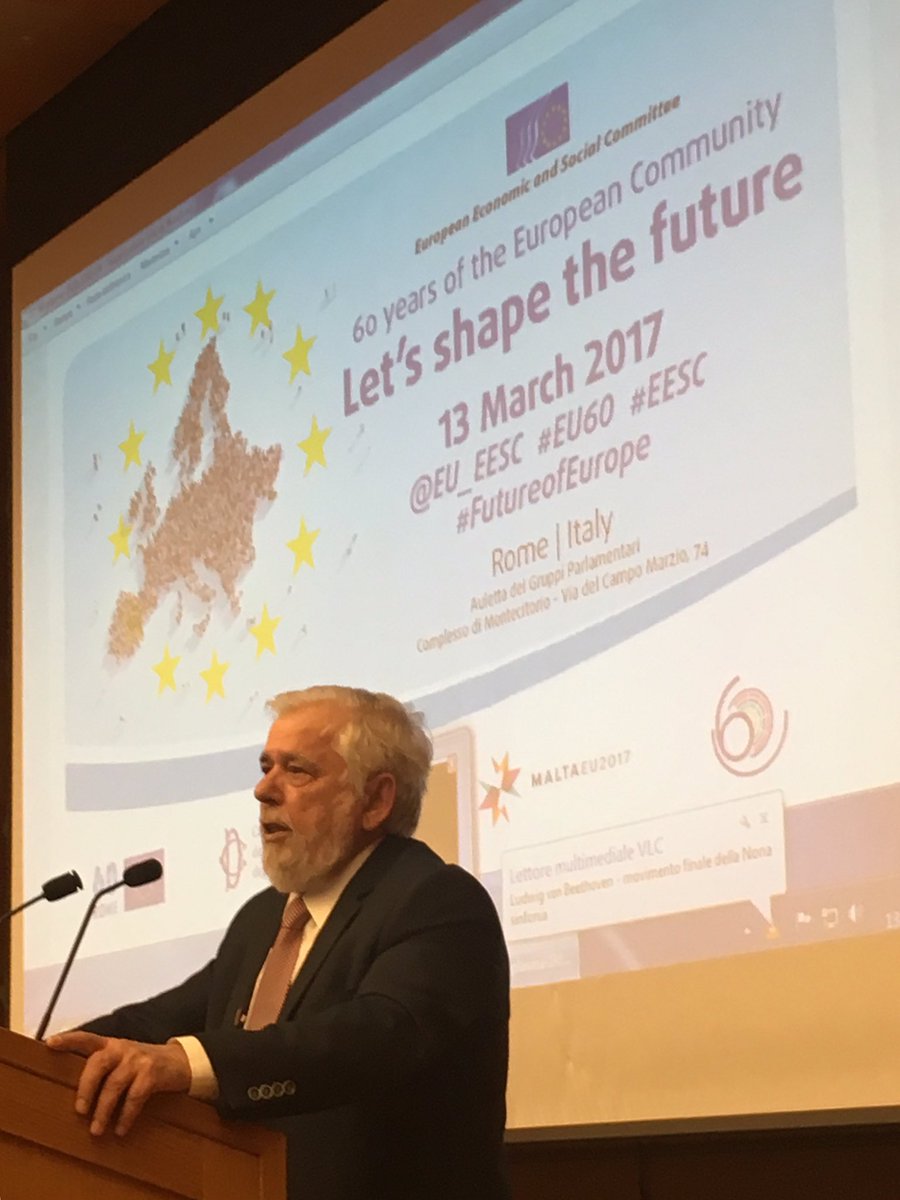 European Economic and Social Committee
60 years of the European Community
Let's shape the future
13 March 2017
@EU_EESC #EU60 #EESC
#FutureofEurope
Rome | Italy
Auletta dei Gruppi Parlamentari
Complesso di Montecitorio - Via del Campo Marzio, 74
60
MALTAEU2017
Lettore multimediale VLC
Ludwig van Beethoven - movimento finale della Nona
sinfonia